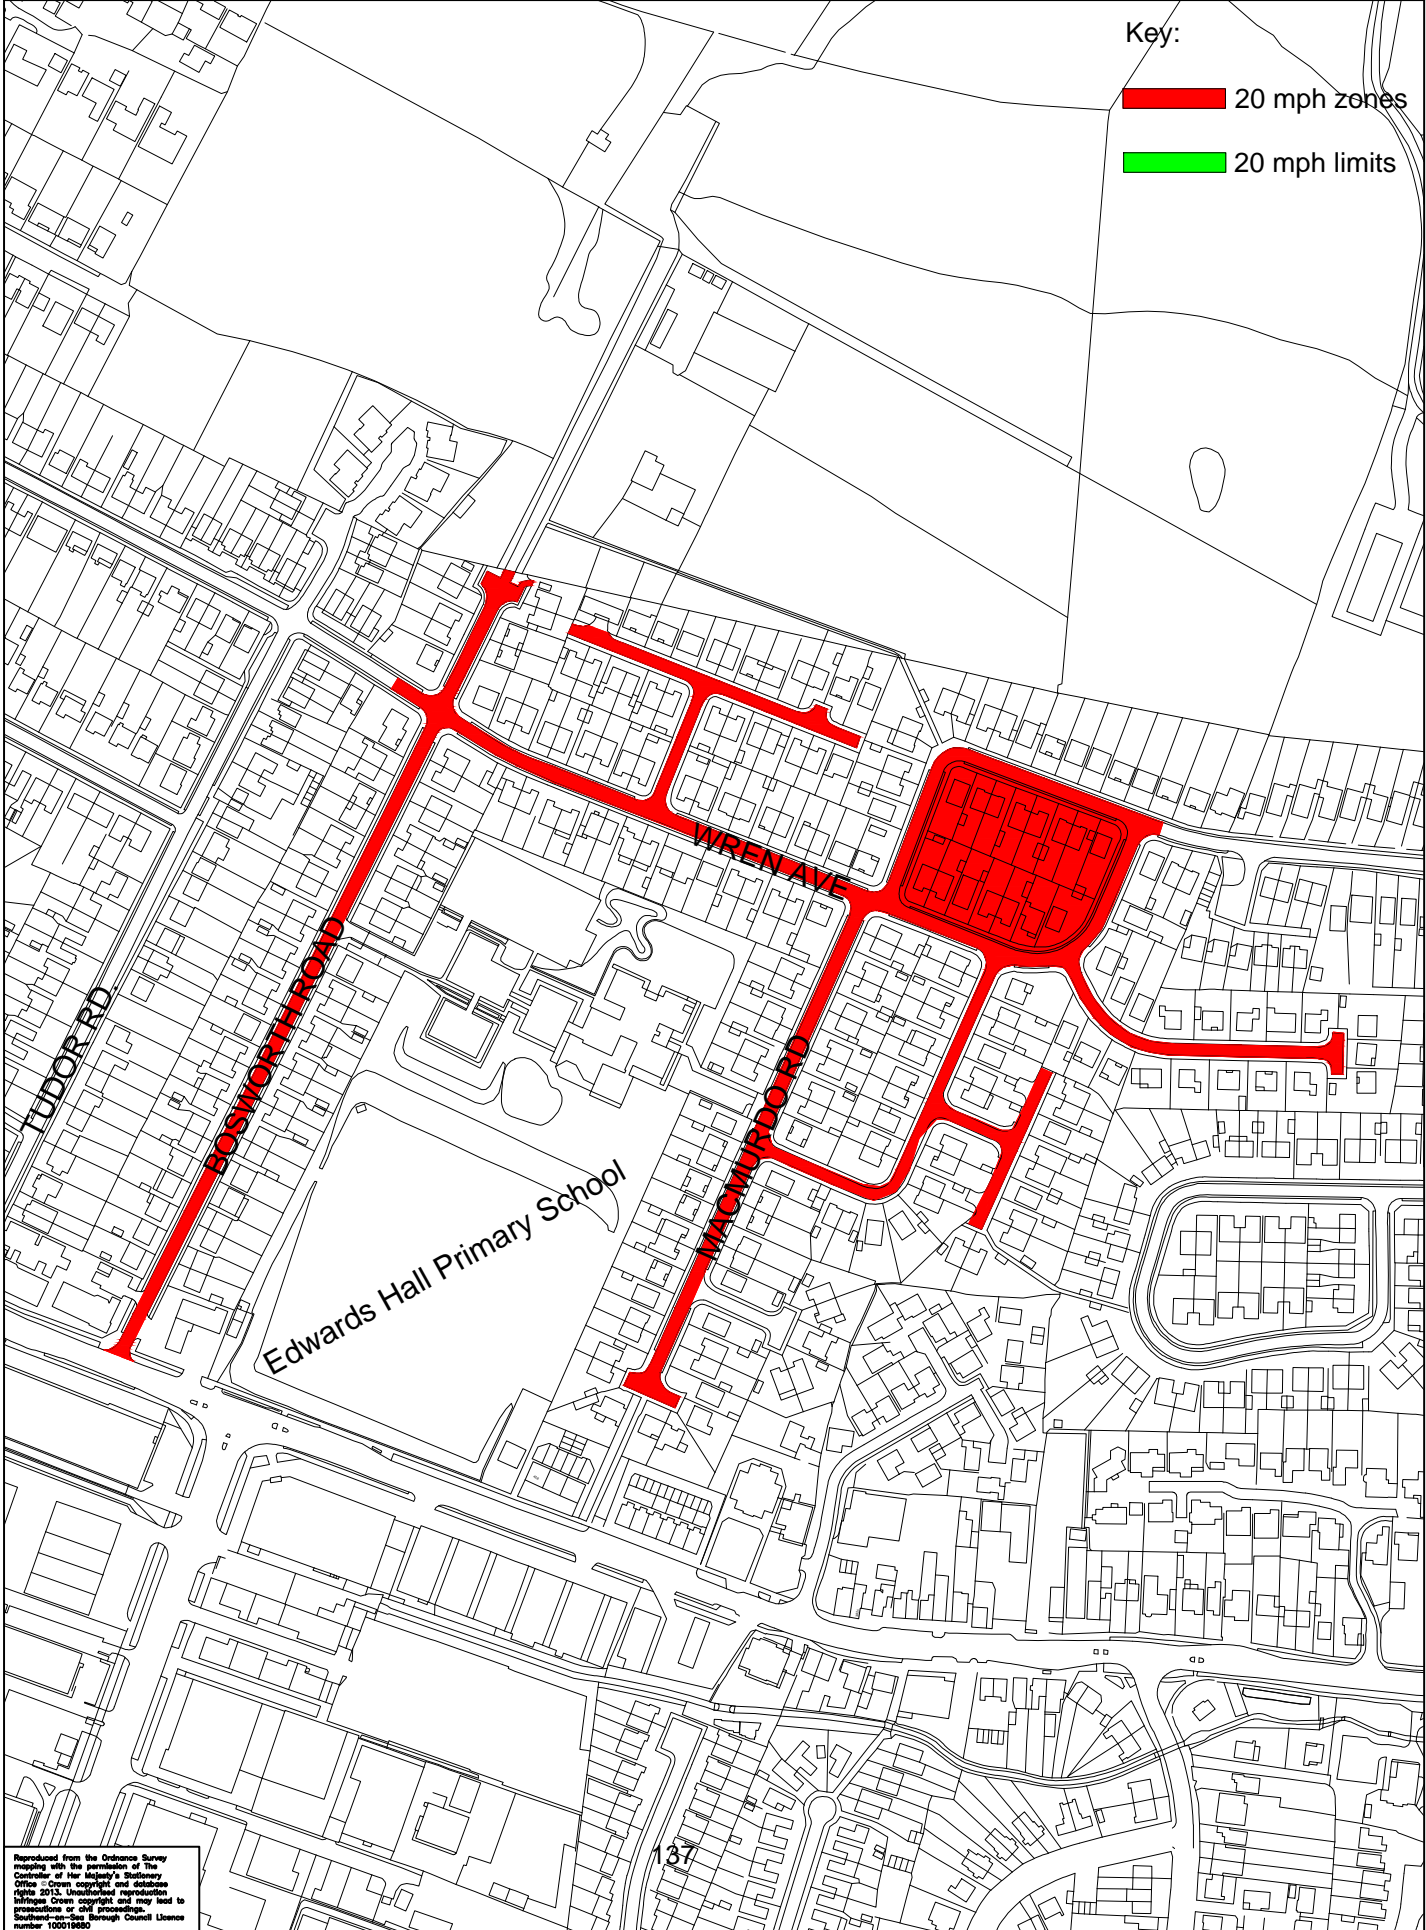 Key:
20 mph zones
20 mph limits
WREN AVE
BOSWORTH ROAD
TUDOR RD.
MACMURDO RD
Edwards Hall Primary School
137
Reproduced from the Ordnance Survey
mapping with the permission of The
Controller of Her Majesty's Stationery
Office © Crown copyright and database
rights 2013. Unauthorised reproduction
infringes Crown copyright and may lead to
prosecutions or civil proceedings.
Southend-on-Sea Borough Council Licence
number 100019680